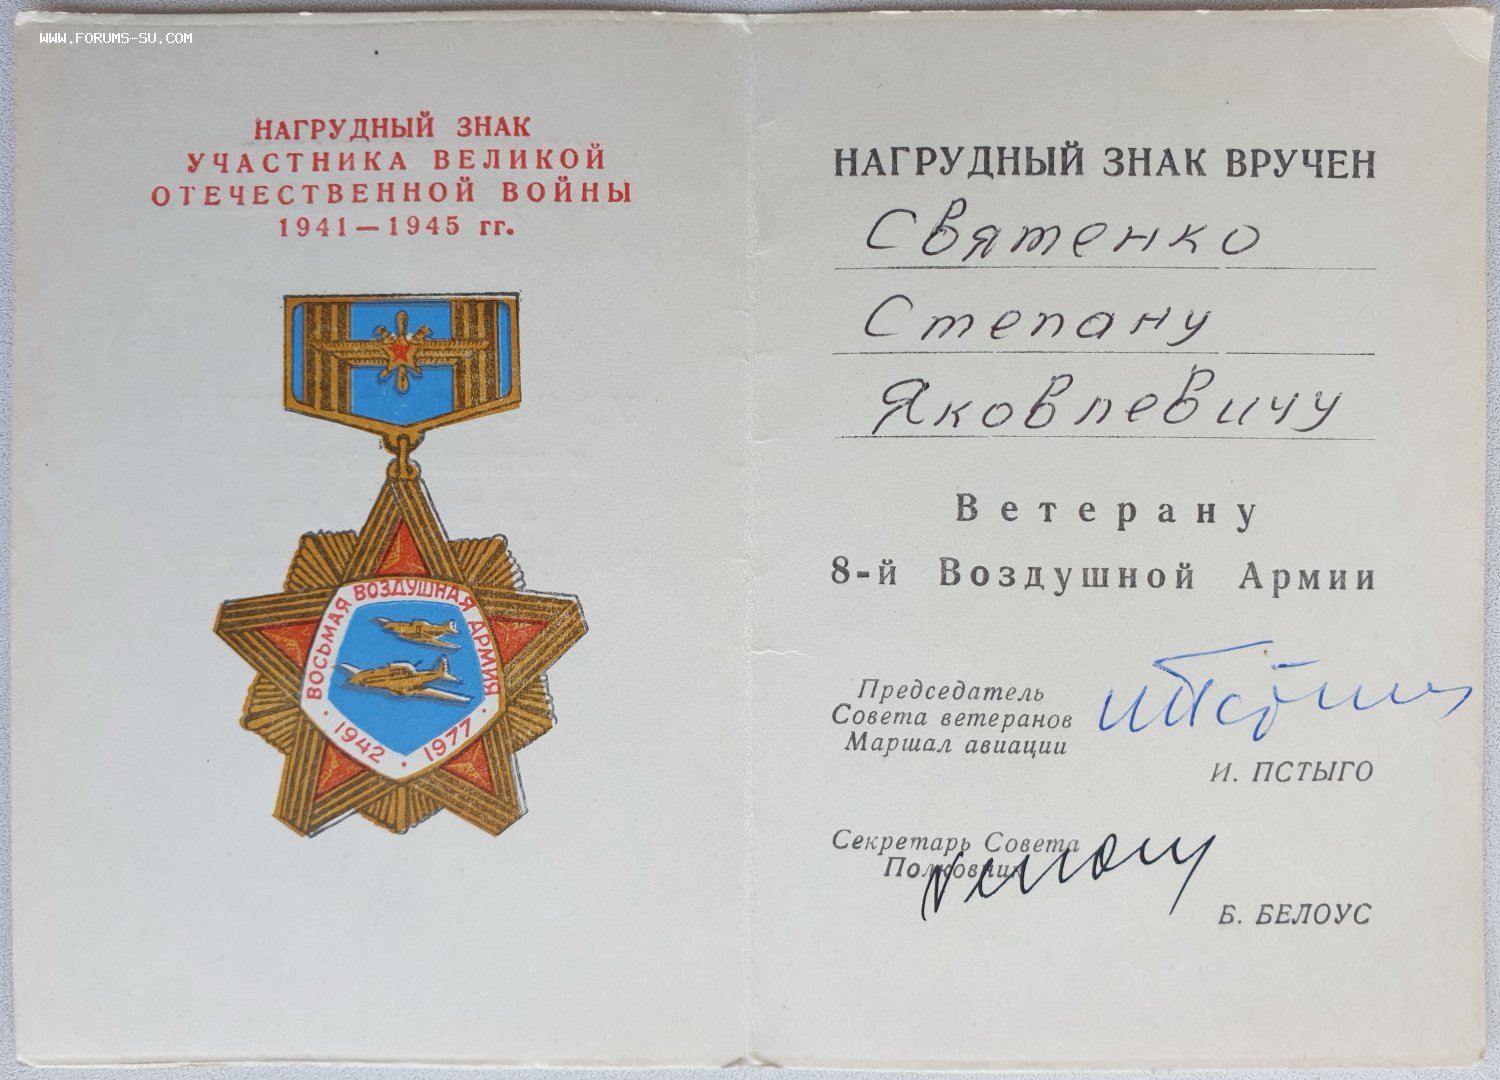 www.forums-su.com
НАГРУДНЫЙ ЗНАК
УЧАСТНИКА ВЕЛИКОЙ
ОТЕЧЕСТВЕННОЙ ВОЙНЫ
1941—1945 гг.
ВОСЬМАЯ ВОЗДУШНАЯ АРМИЯ
· 1942 · 1977 ·
НАГРУДНЫЙ ЗНАК ВРУЧЕН
Святенко
Степану
Яковлевичу
Ветерану
8-й Воздушной Армии
Председатель
Совета ветеранов
Маршал авиации
И. ПСТЫГО
Секретарь Совета
Полковник
Б. БЕЛОУС